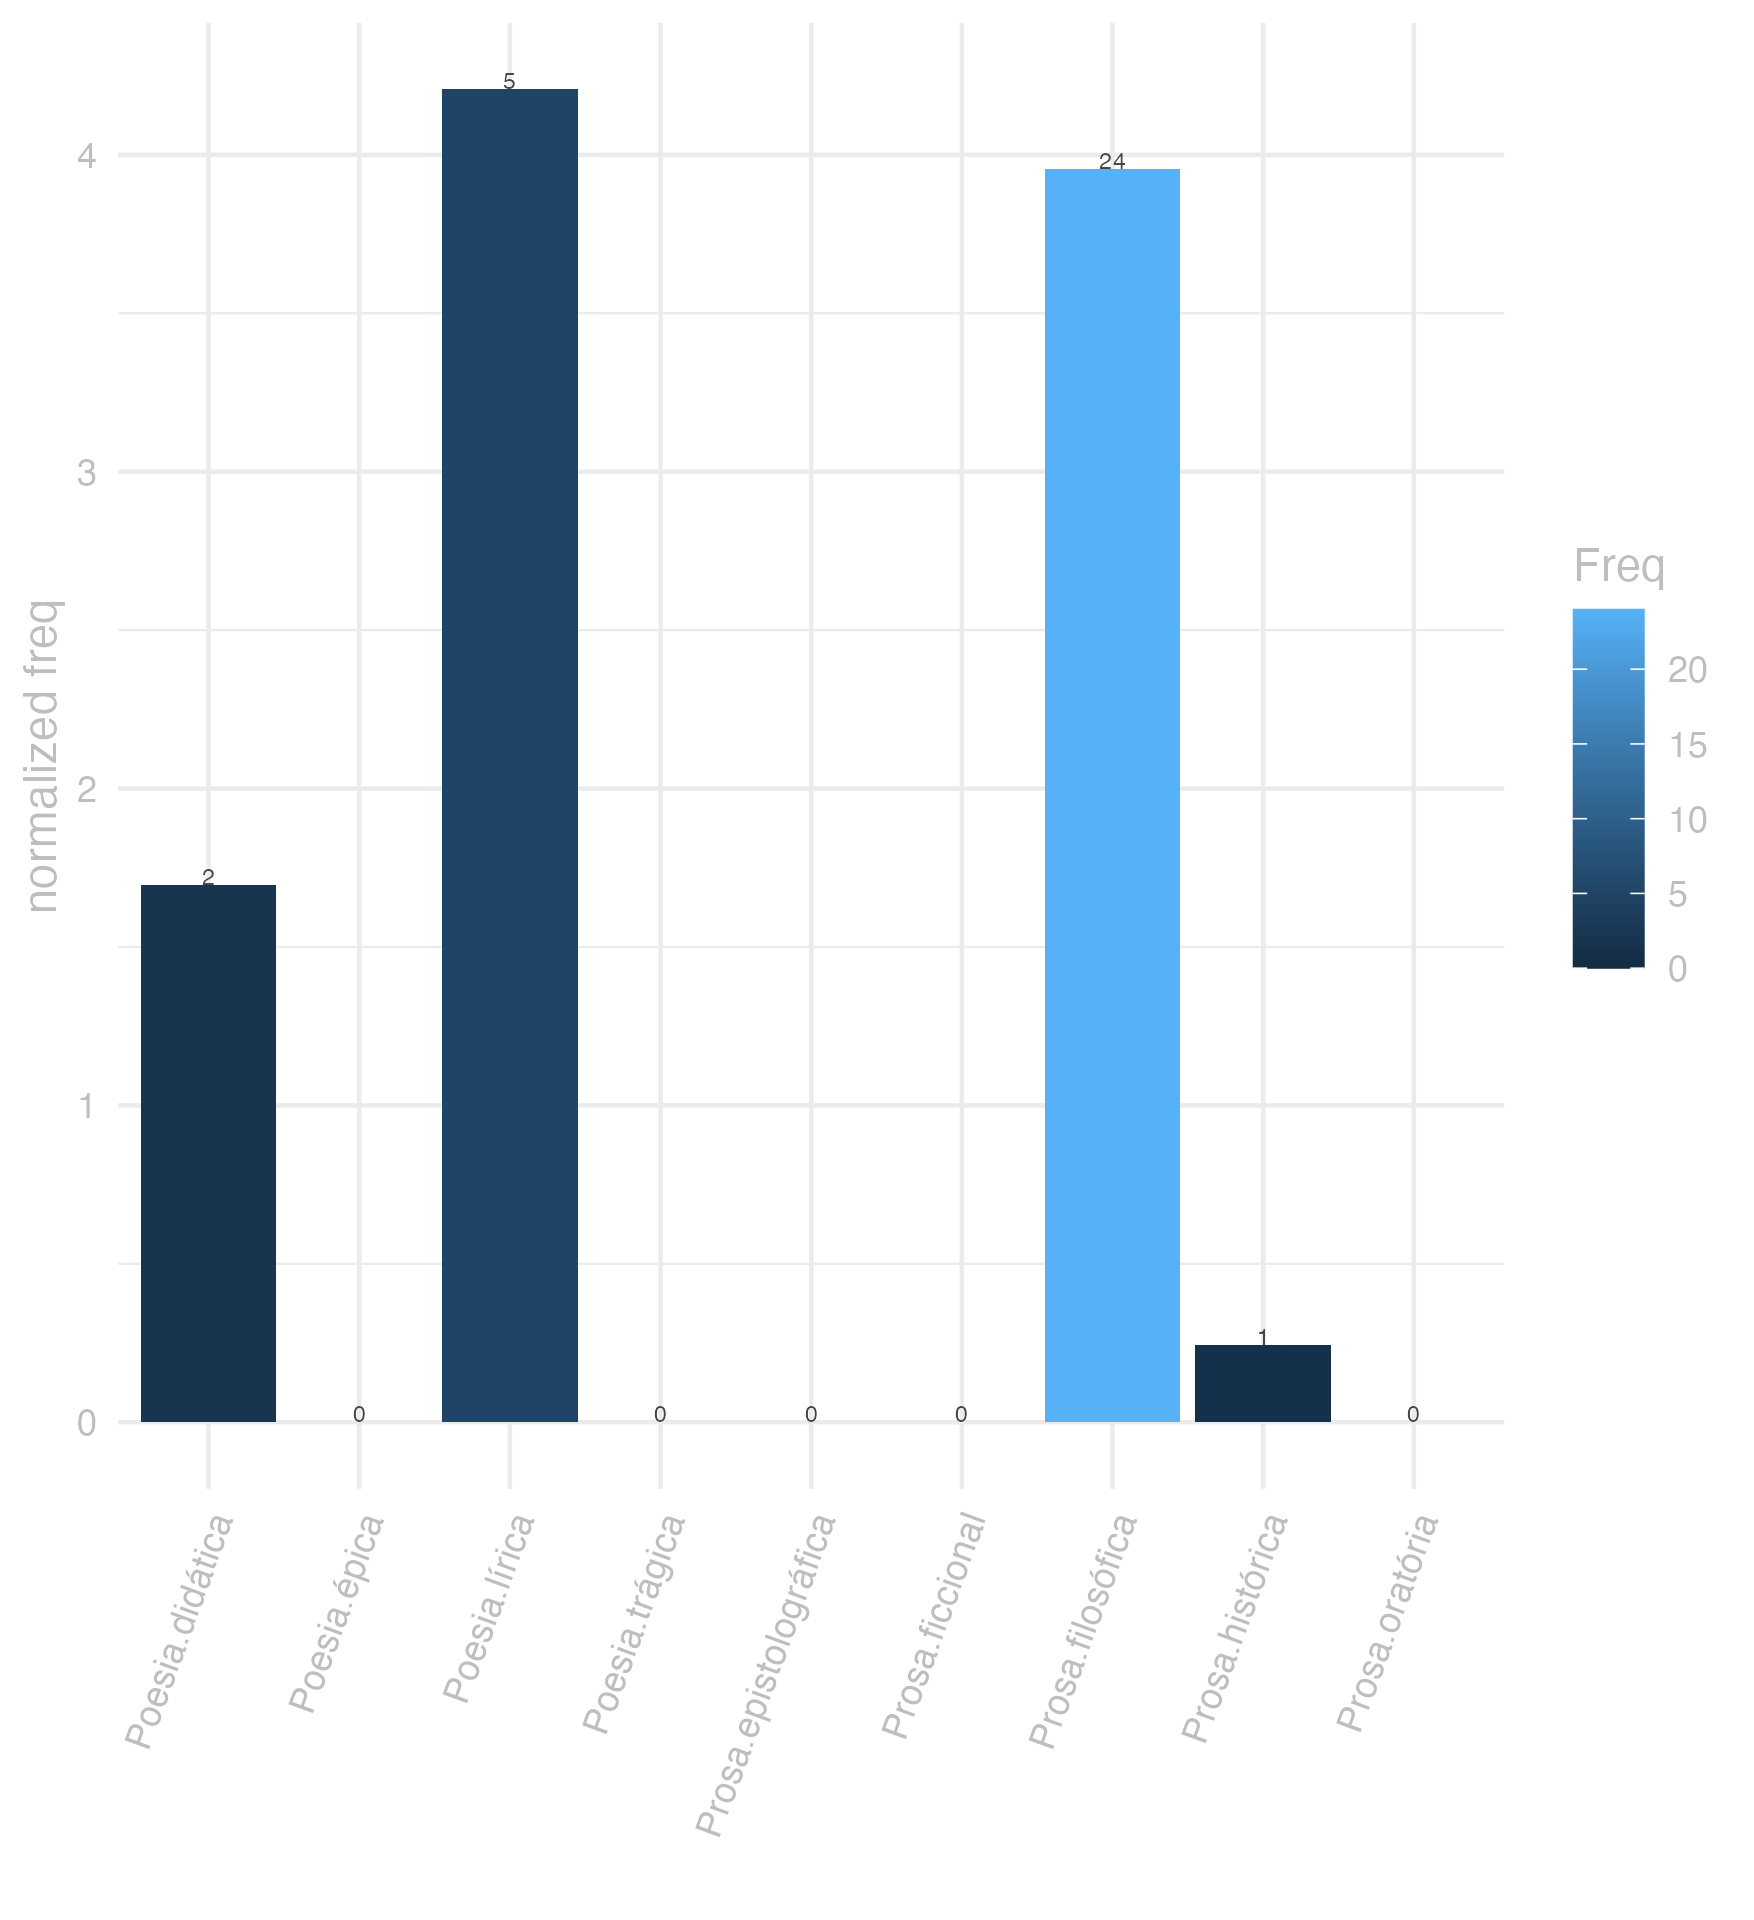 5
4
24
3
2
2
1
1
0
0
0
0
0
0
normalized freq
Poesia.didática
Poesia.épica
Poesia.lírica
Poesia.trágica
Prosa.epistolográfica
Prosa.ficcional
Prosa.filosófica
Prosa.histórica
Prosa.oratória
Freq
20
15
10
5
0